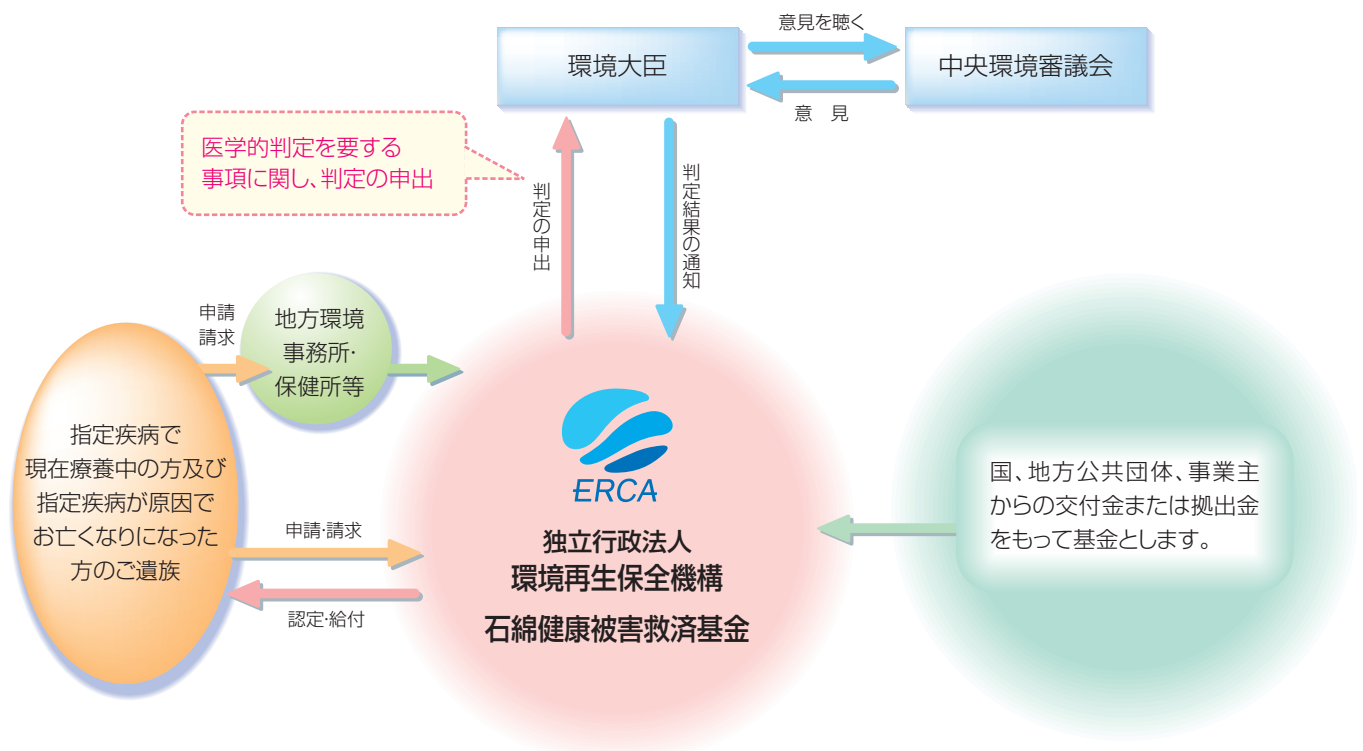 意見を聴く
環境大臣
中央環境審議会
意 見
医学的判定を要する
事項に関し、判定の申出
判定の申出
判定結果の通知
申請
請求
地方環境
事務所・
保健所等
指定疾病で
現在療養中の方及び
指定疾病が原因で
お亡くなりになった
方のご遺族
申請・請求
認定・給付
ERCA
独立行政法人
環境再生保全機構
石綿健康被害救済基金
国、地方公共団体、事業主
からの交付金または拠出金
をもって基金とします。